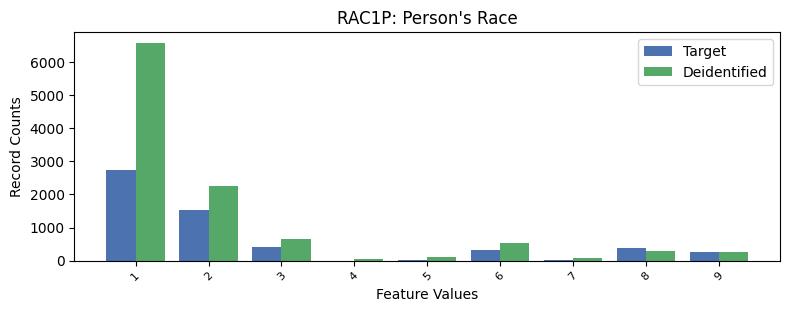 RAC1P: Person's Race
Target
Deidentified
Record Counts
6000
5000
4000
3000
2000
1000
0
1 2 3 4 5 6 7 8 9
Feature Values